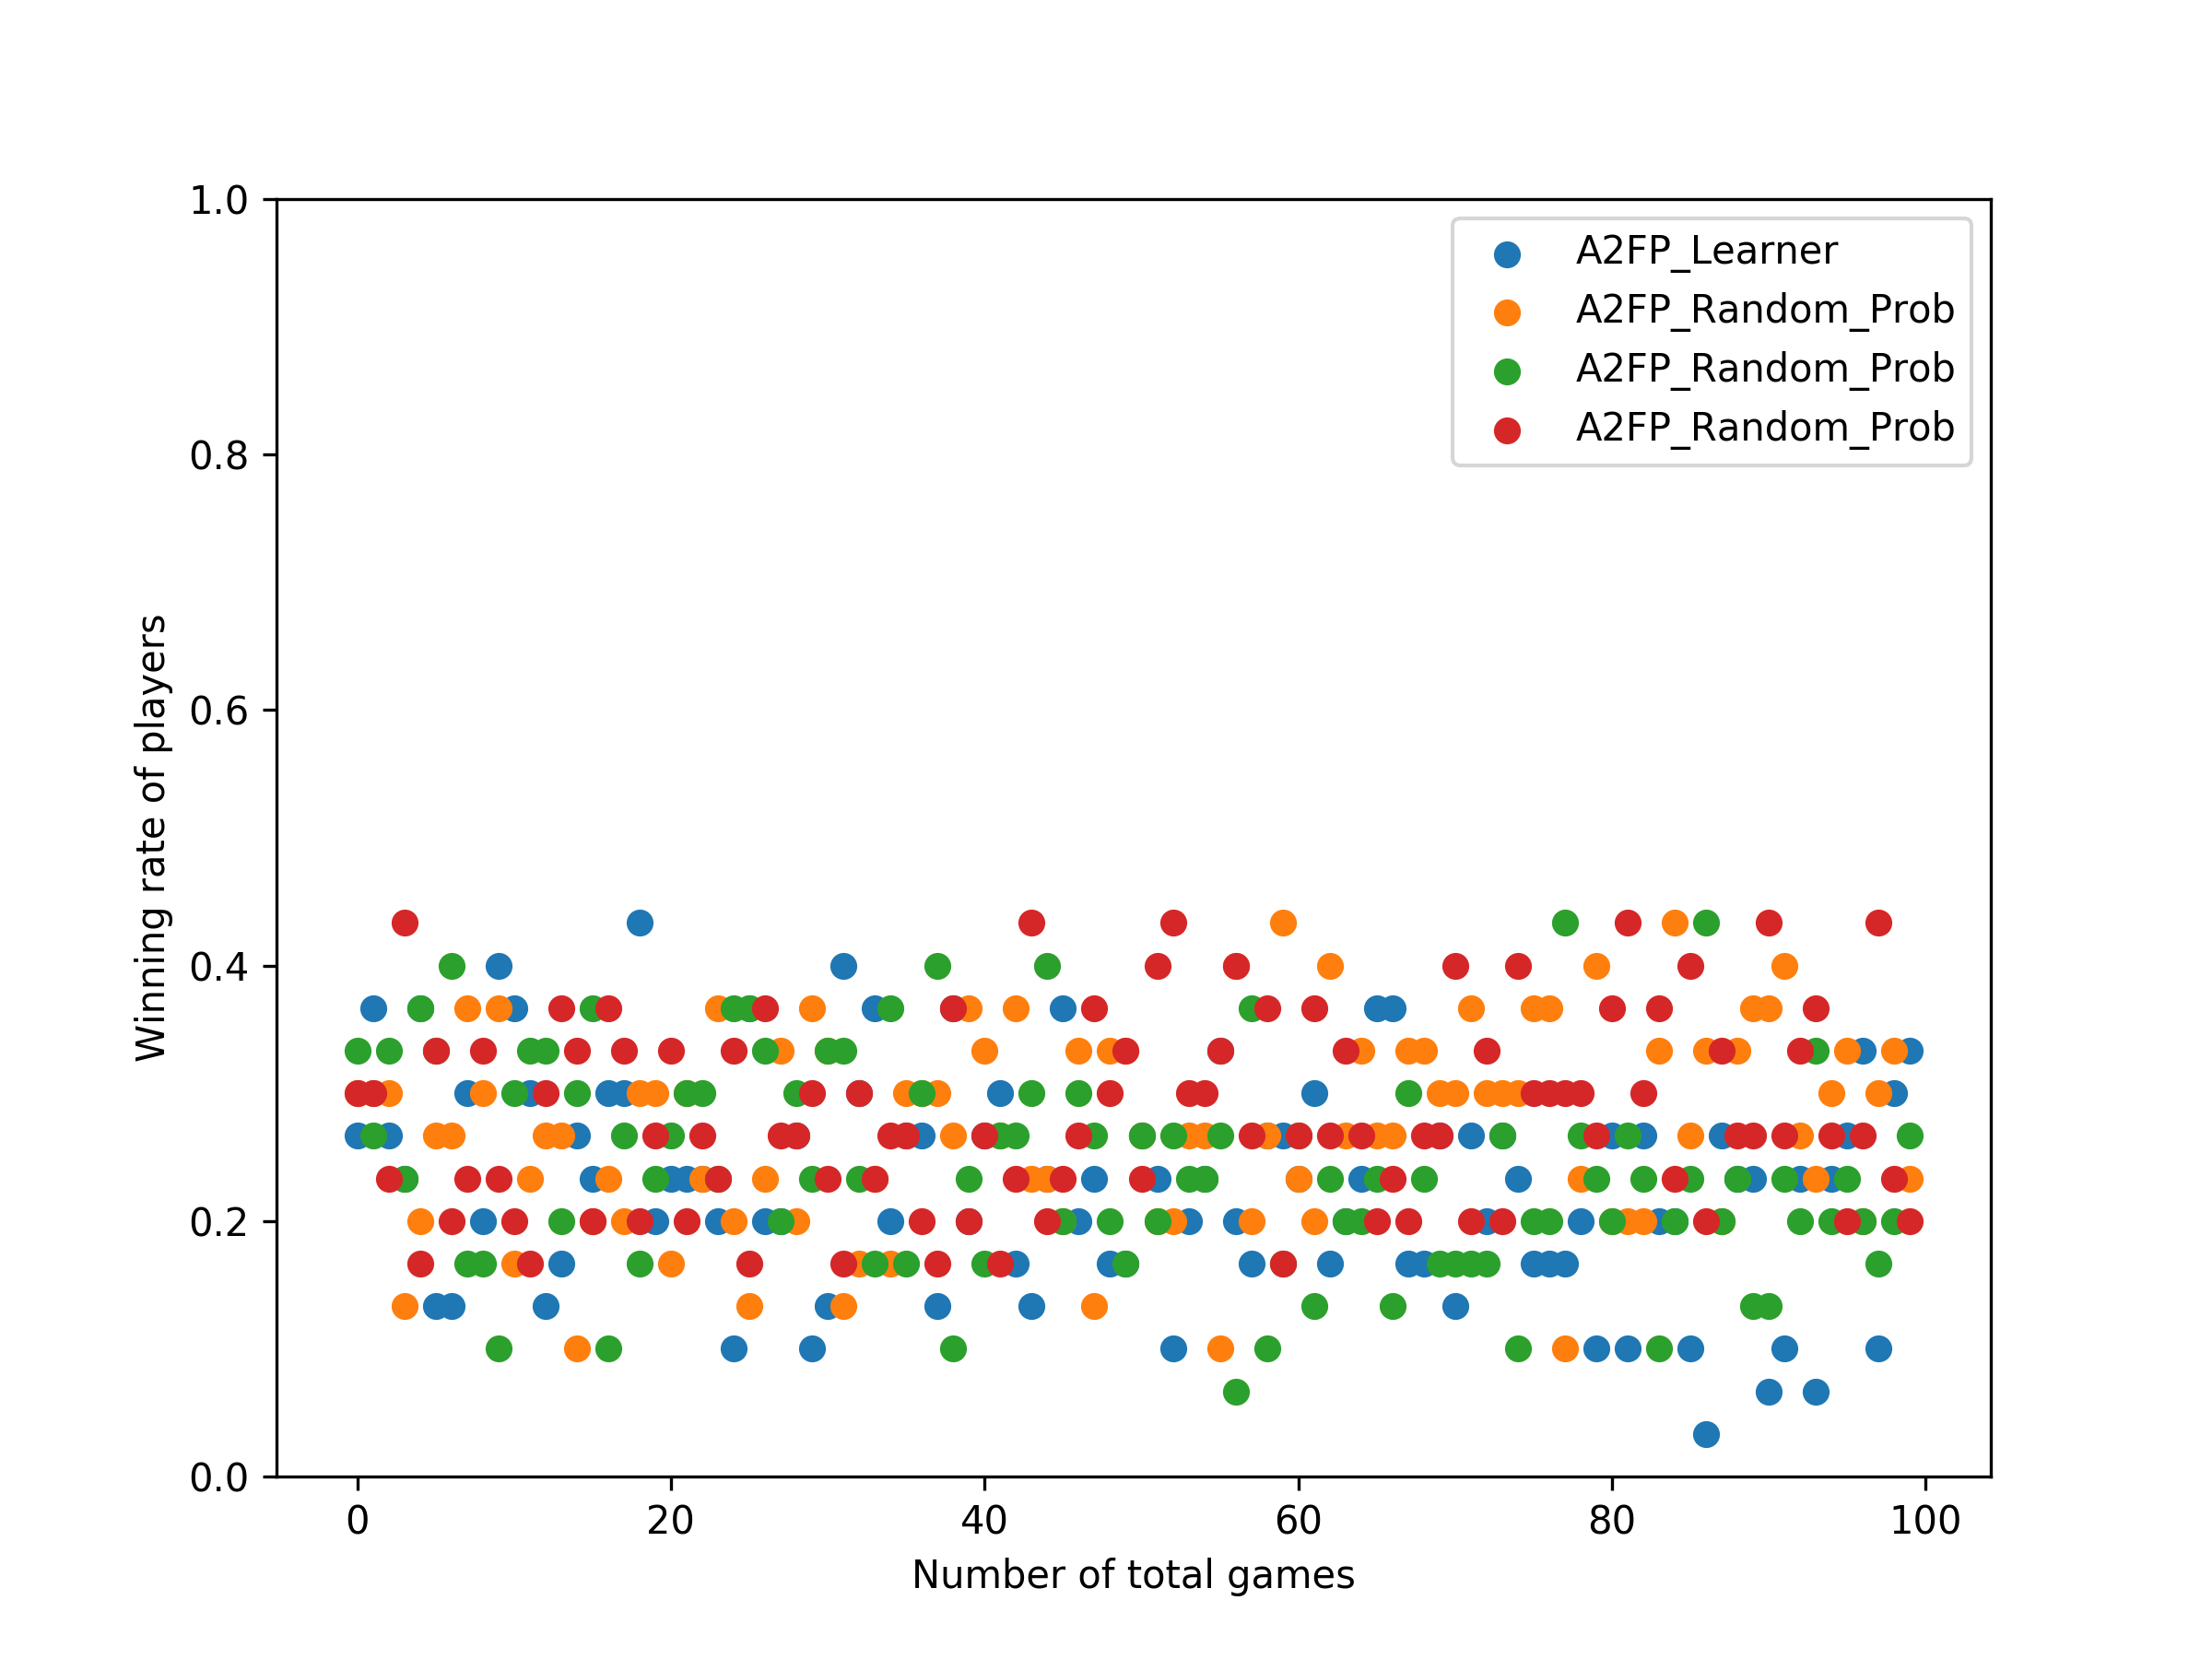 1.0
0.8
0.6
0.4
0.2
0.0
Winning rate of players
A2FP_Learner
A2FP_Random_Prob
A2FP_Random_Prob
A2FP_Random_Prob
0 20 40 60 80 100
Number of total games